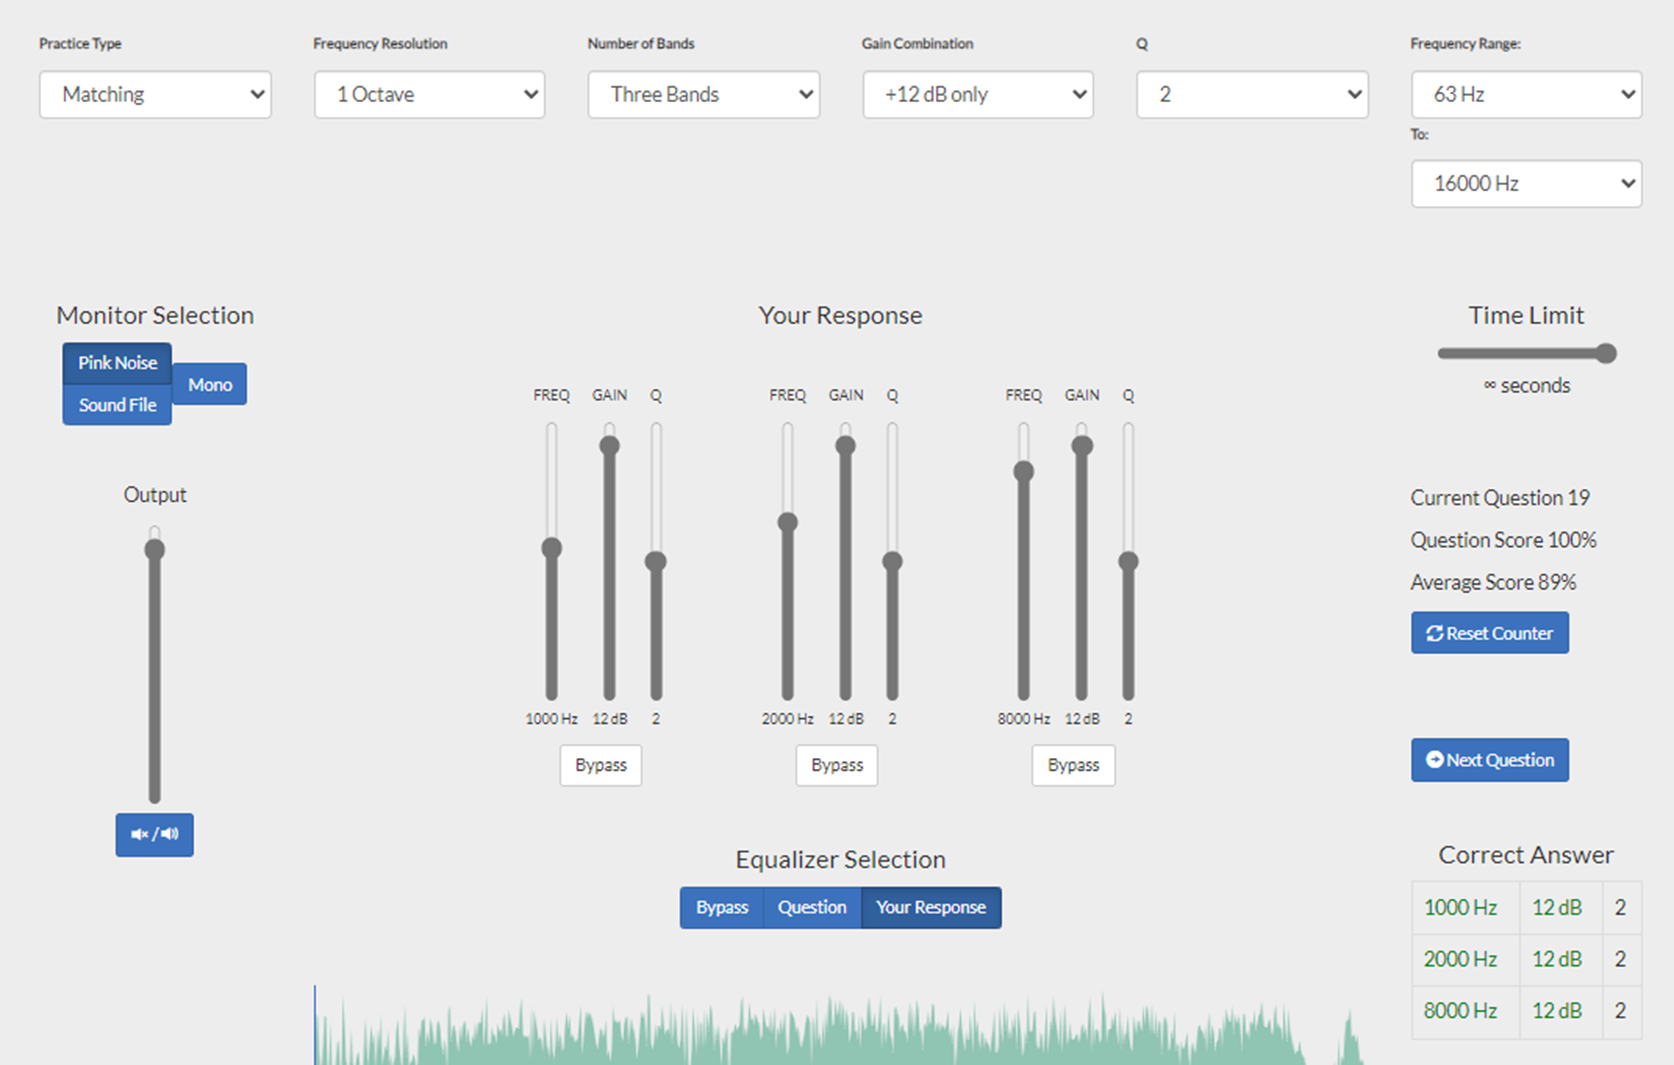 Practice Type
Frequency Resolution
Number of Bands
Gain Combination
Q
Frequency Range:
Matching
1 Octave
Three Bands
+12 dB only
2
63 Hz
To:
16000 Hz
Monitor Selection
Pink Noise
Sound File
Mono
Output
Your Response
FREQ GAIN Q
FREQ GAIN Q
FREQ GAIN Q
1000 Hz 12 dB 2
2000 Hz 12 dB 2
8000 Hz 12 dB 2
Bypass
Bypass
Bypass
Equalizer Selection
Bypass Question Your Response
Time Limit
∞ seconds
Current Question 19
Question Score 100%
Average Score 89%
Reset Counter
Next Question
Correct Answer
1000 Hz 12 dB 2
2000 Hz 12 dB 2
8000 Hz 12 dB 2